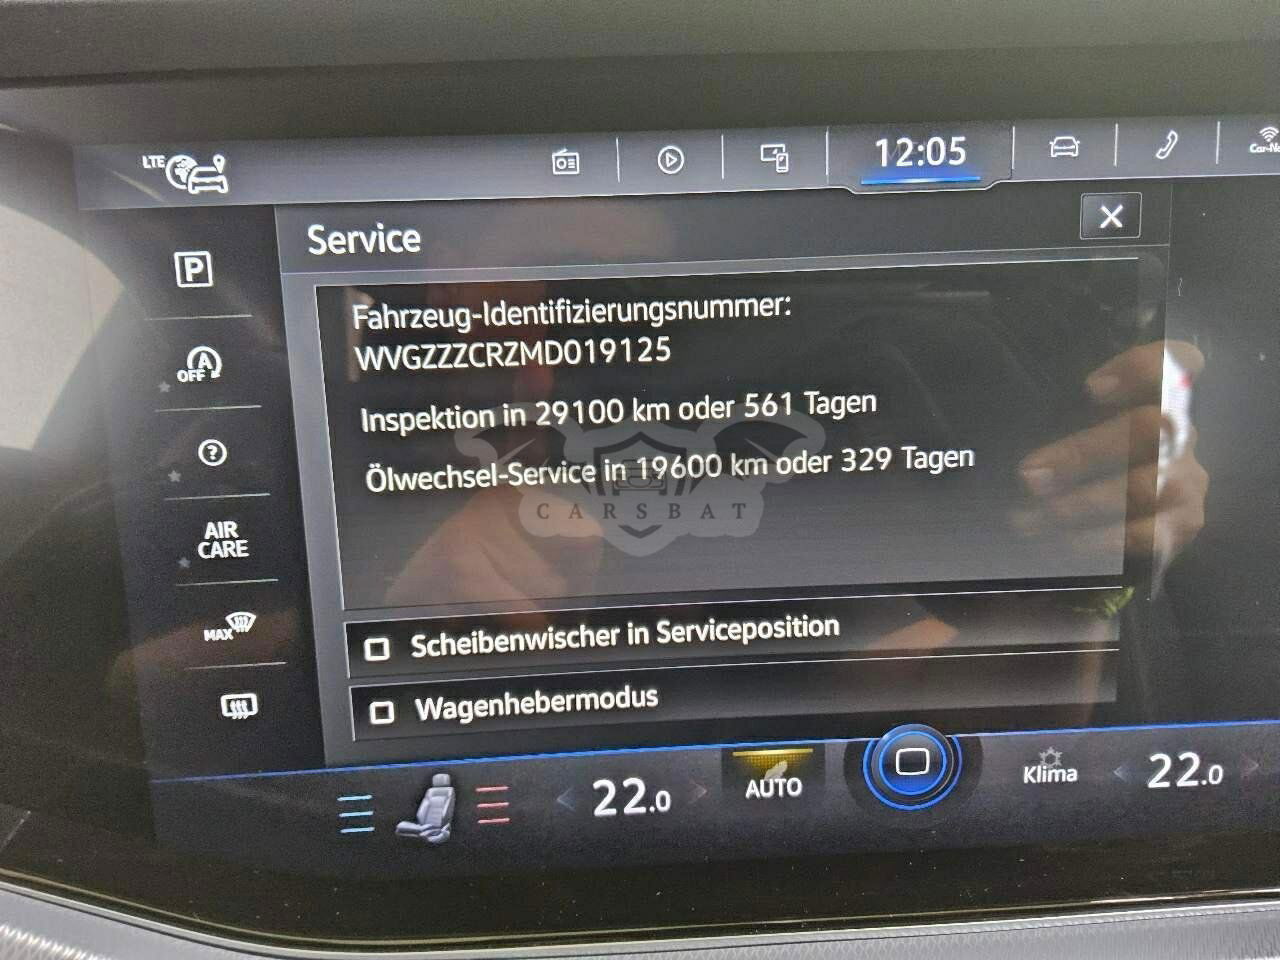 LTE
12:05
Service
Fahrzeug-Identifizierungsnummer:
WVGZZZCRZMD019125
Inspektion in 29100 km oder 561 Tagen
Ölwechsel-Service in 19600 km oder 329 Tagen
CARSBAT
Scheibenwischer in Serviceposition
Wagenhebermodus
P
A
OFF
?
AIR
CARE
MAX
22.0
AUTO
Klima
22.0